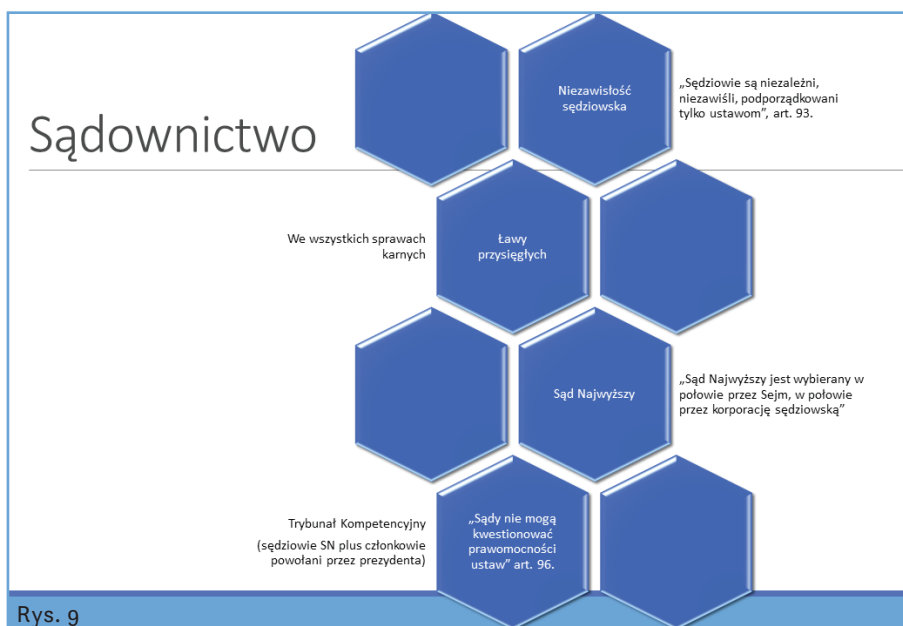 Sądownictwo
Niezawisłość
sędziowska
„Sędziowie są niezależni,
niezawiśli, podporządkowani
tylko ustawom”, art. 93.
We wszystkich sprawach
karnych
Ławy
przysięgłych
Sąd Najwyższy
„Sąd Najwyższy jest wybierany w
połowie przez Sejm, w połowie
przez korporację sędziowską”
Trybunał Kompetencyjny
(sędziowie SN plus członkowie
powołani przez prezydenta)
„Sądy nie mogą
kwestionować
prawomocności
ustaw” art. 96.
Rys. 9